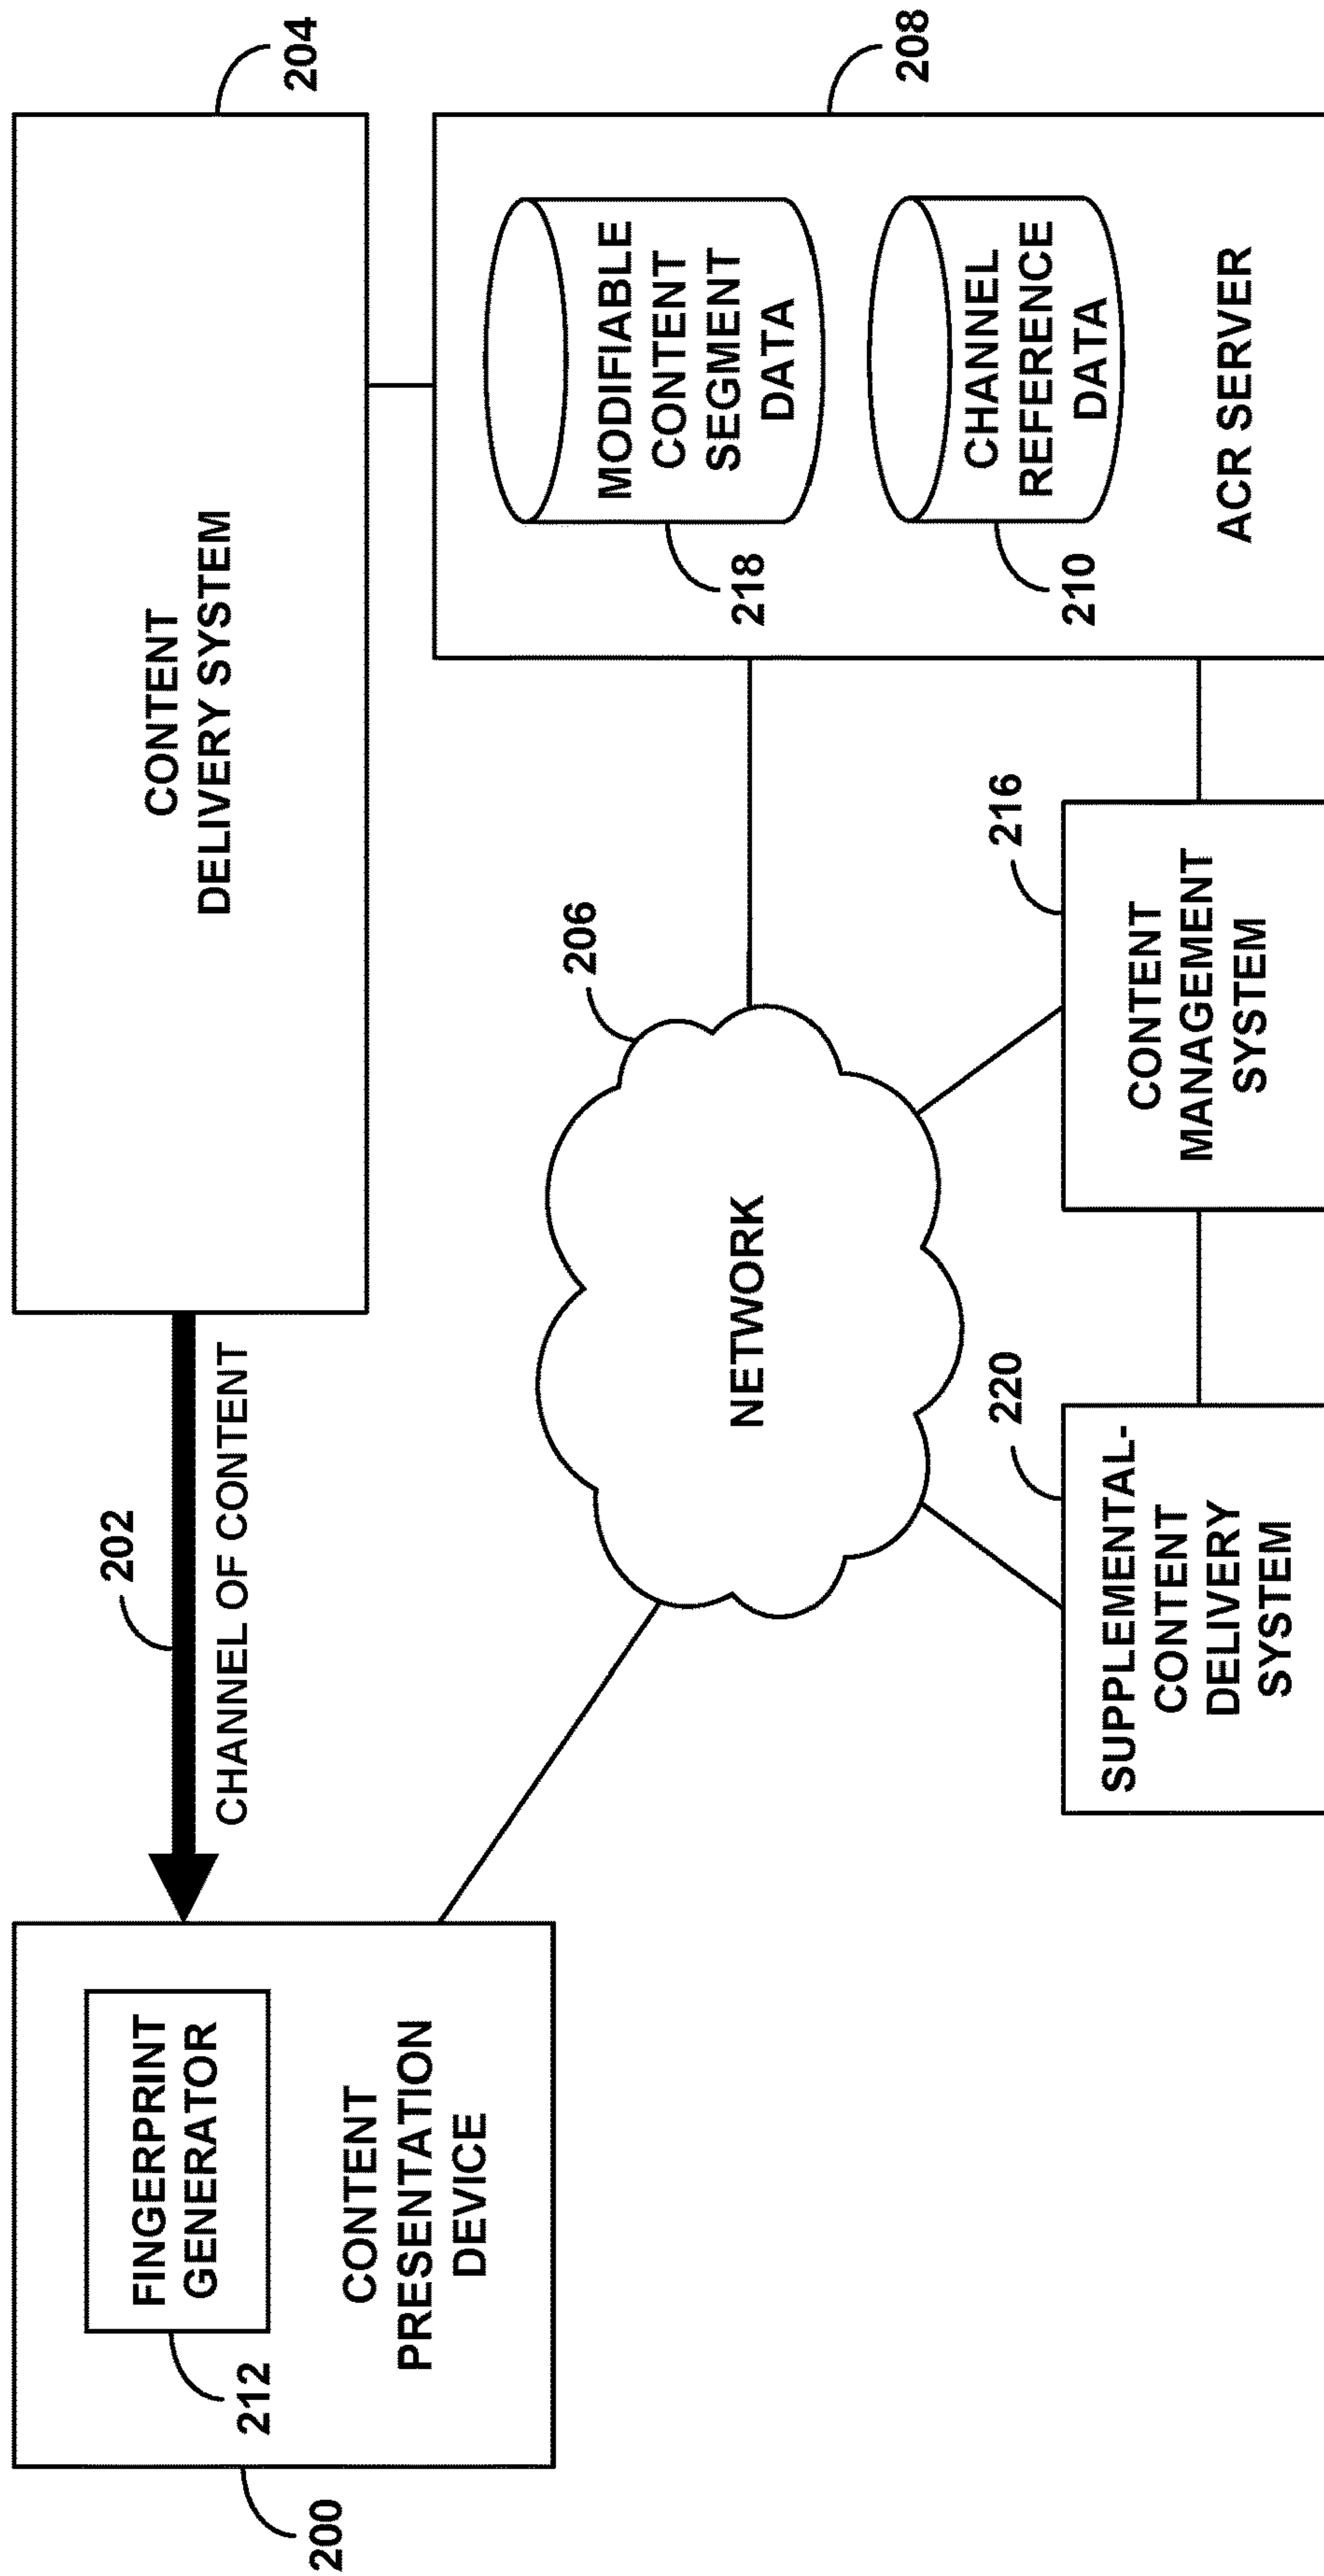 200
212
FINGERPRINT
GENERATOR
CONTENT
PRESENTATION
DEVICE
202
CHANNEL OF CONTENT
CONTENT
DELIVERY SYSTEM
204
206
NETWORK
220
SUPPLEMENTAL-
CONTENT
DELIVERY
SYSTEM
216
CONTENT
MANAGEMENT
SYSTEM
218
MODIFIABLE
CONTENT
SEGMENT
DATA
210
CHANNEL
REFERENCE
DATA
ACR SERVER
208